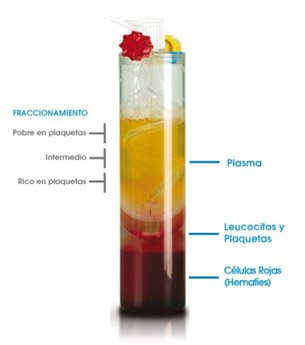 FRACCIONAMIENTO
Pobre en plaquetas
Intermedio
Rico en plaquetas
Plasma
Leucocitos y
Plaquetas
Células Rojas
(Hematíes)